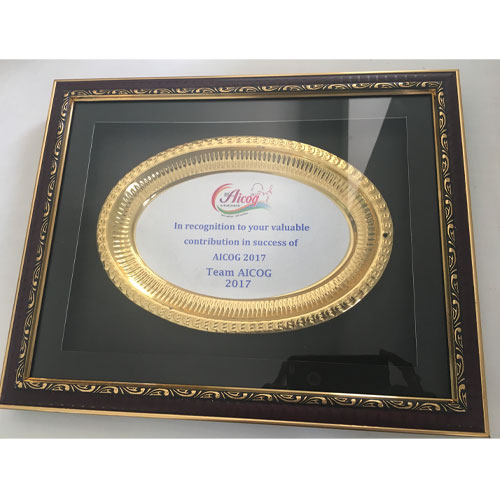 Aicog
In recognition to your valuable
contribution in success of
AICOG 2017
Team AICOG
2017